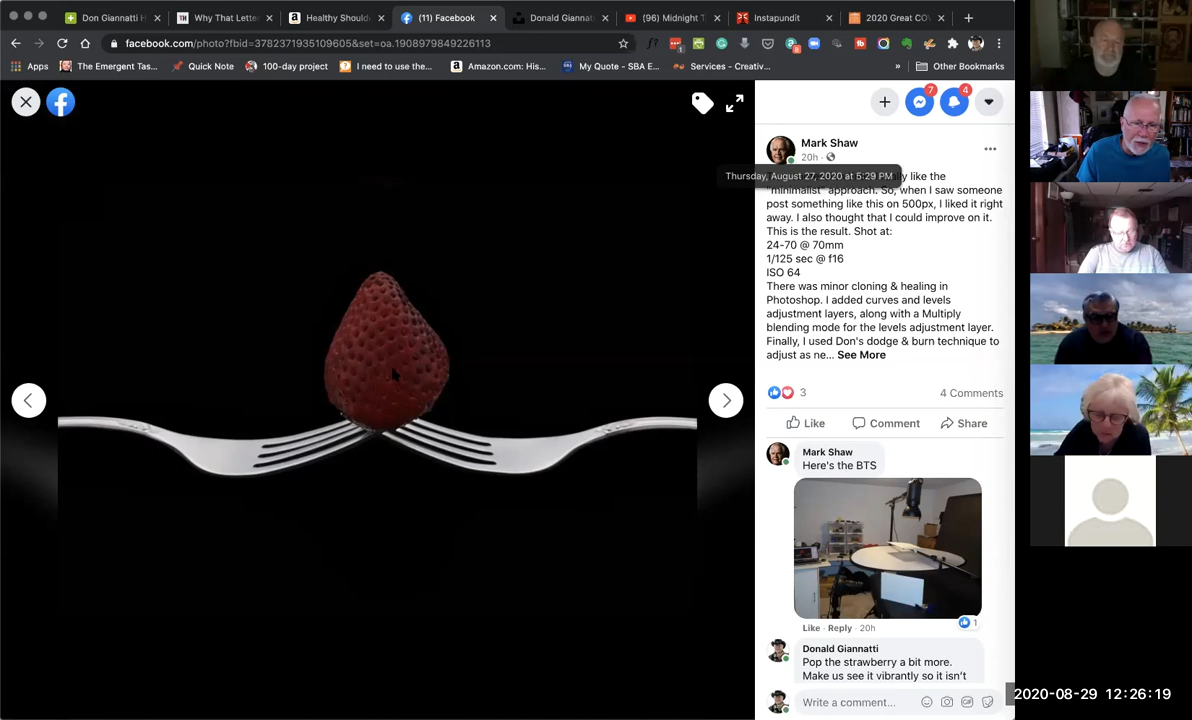 Don Giannatti H
Why That Lette
Healthy Should
(11) Facebook
Donald Giannat
(96) Midnight T
Instapundit
2020 Great CO
facebook.com/photo?fbid=3782371935109605&set=oa.1908979849226113
Apps
The Emergent Tas...
Quick Note
100-day project
I need to use the...
Amazon.com: His...
My Quote - SBA E...
Services - Creativ...
»
Other Bookmarks
7
4
Mark Shaw
20h
Thursday, August 27, 2020 at 5:29 PM
like the
"minimalist" approach. So, when I saw someone
post something like this on 500px, I liked it right
away. I also thought that I could improve on it.
This is the result. Shot at:
24-70 @ 70mm
1/125 sec @ f16
ISO 64
There was minor cloning & healing in
Photoshop. I added curves and levels
adjustment layers, along with a Multiply
blending mode for the levels adjustment layer.
Finally, I used Don's dodge & burn technique to
adjust as ne... See More
3
4 Comments
Like
Comment
Share
Mark Shaw
Here's the BTS
Like · Reply · 20h
1
Donald Giannatti
Pop the strawberry a bit more.
Make us see it vibrantly so it isn't
Write a comment...
2020-08-29 12:26:19